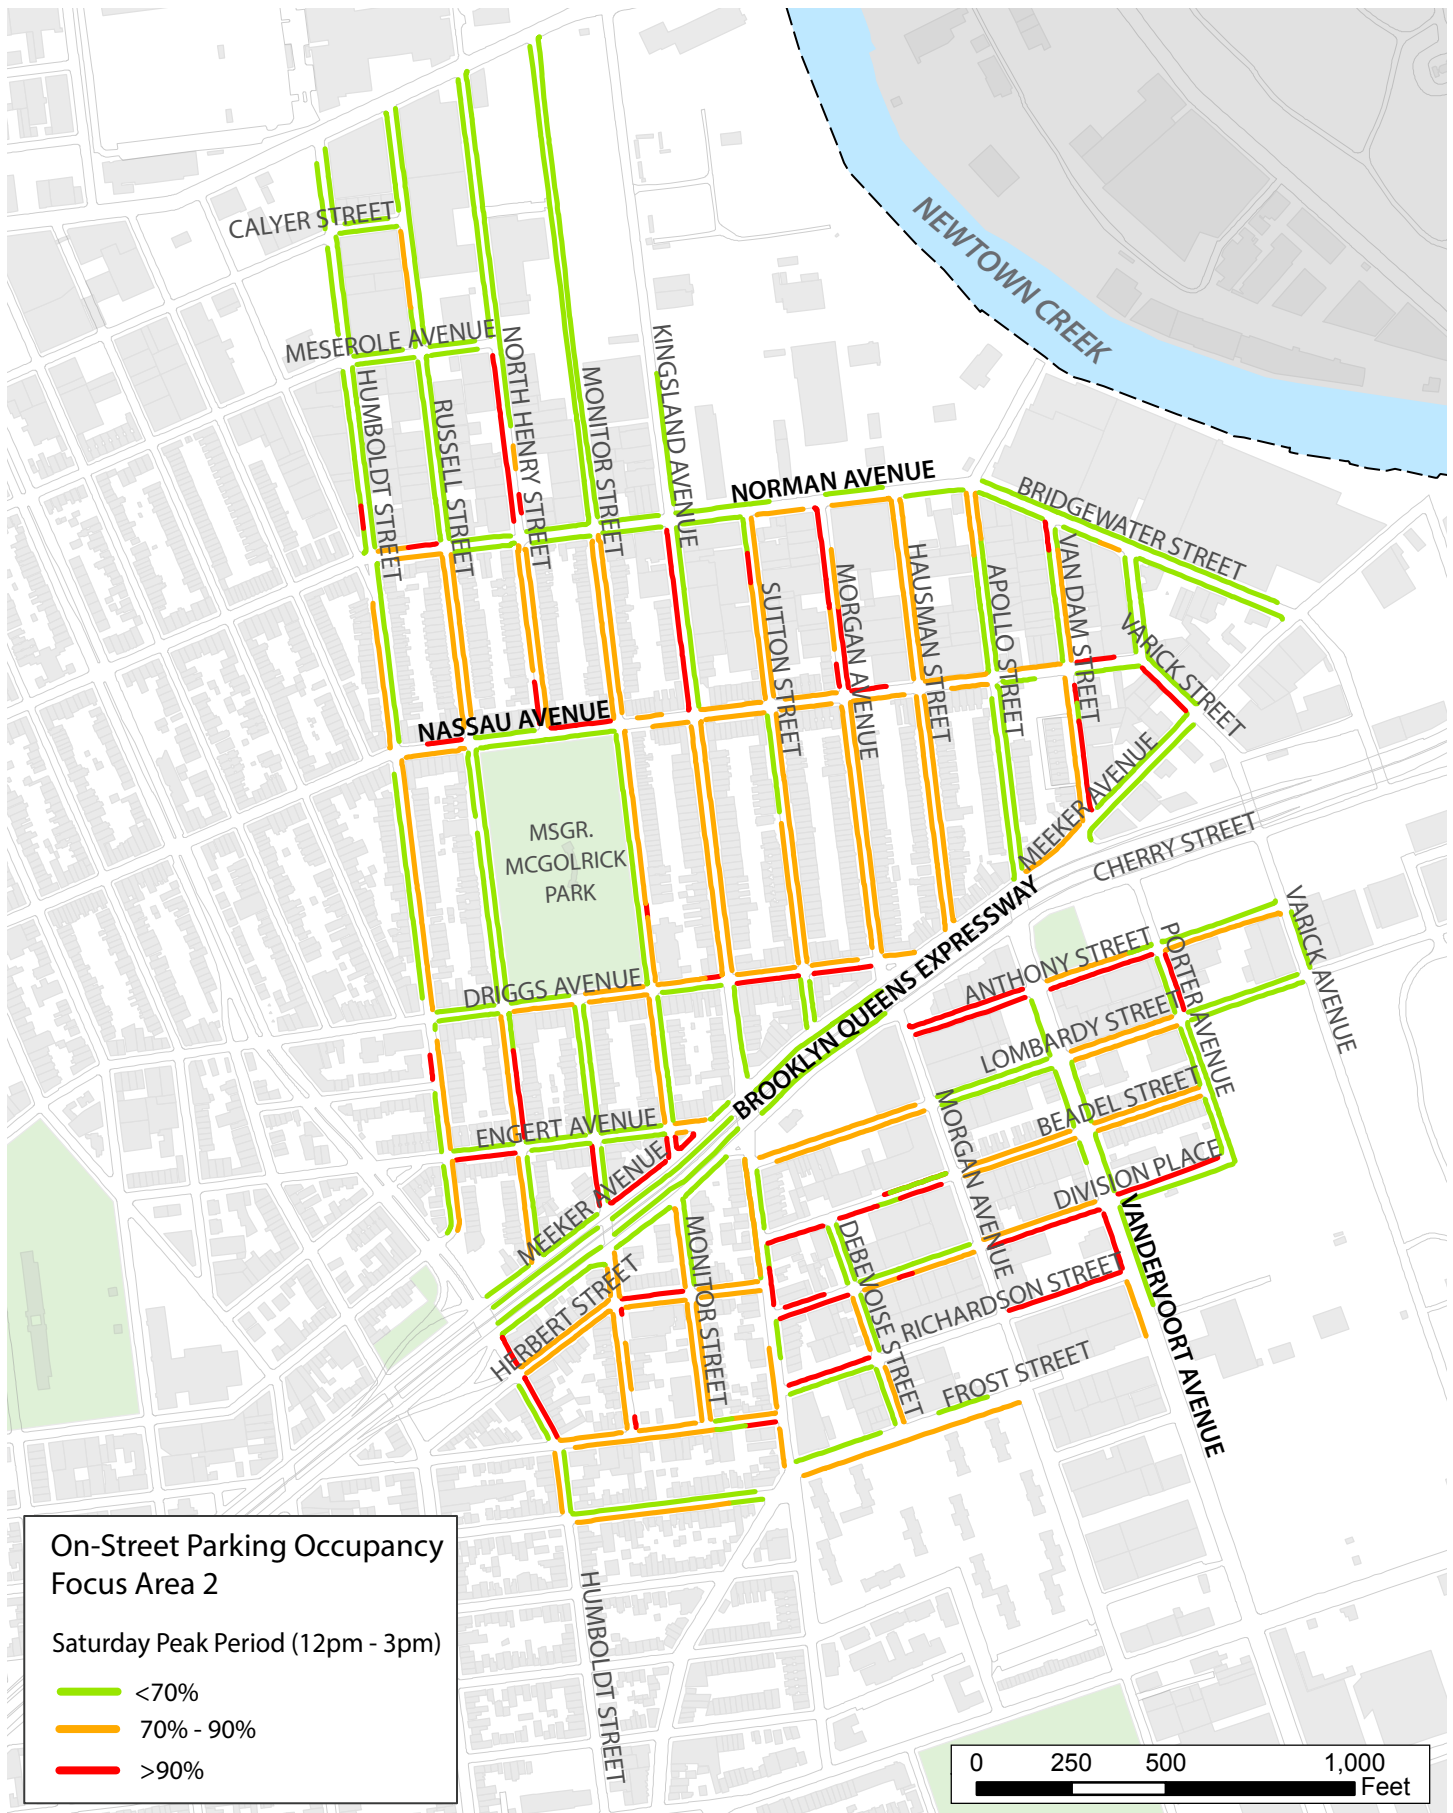 CALYER STREET
MESEROLE AVENUE
HUMBOLDT STREET
RUSSELL STREET
NORTH HENRY STREET
MONITOR STREET
KINGSLAND AVENUE
NEWTOWN CREEK
NORMAN AVENUE
BRIDGEWATER STREET
SUTTON STREET
MORGAN AVENUE
HAUSMAN STREET
APOLLO STREET
VAN DAM STREET
VARICK STREET
NASSAU AVENUE
MSGR.
MCGOLRICK
PARK
MEEKER AVENUE
CHERRY STREET
BROOKLYN QUEENS EXPRESSWAY
VARICK AVENUE
DRIGGS AVENUE
ANTHONY STREET
PORTER AVENUE
LOMBARDY STREET
ENGERT AVENUE
MORGAN AVENUE
BEADEL STREET
MEEKER AVENUE
DIVISION PLACE
VANDERVOORT AVENUE
HERBERT STREET
MONITOR STREET
DEBEVOISE STREET
RICHARDSON STREET
FROST STREET
HUMBOLDT STREET
On-Street Parking Occupancy
Focus Area 2
Saturday Peak Period (12pm - 3pm)
<70%
70% - 90%
>90%
0 250 500 1,000
Feet